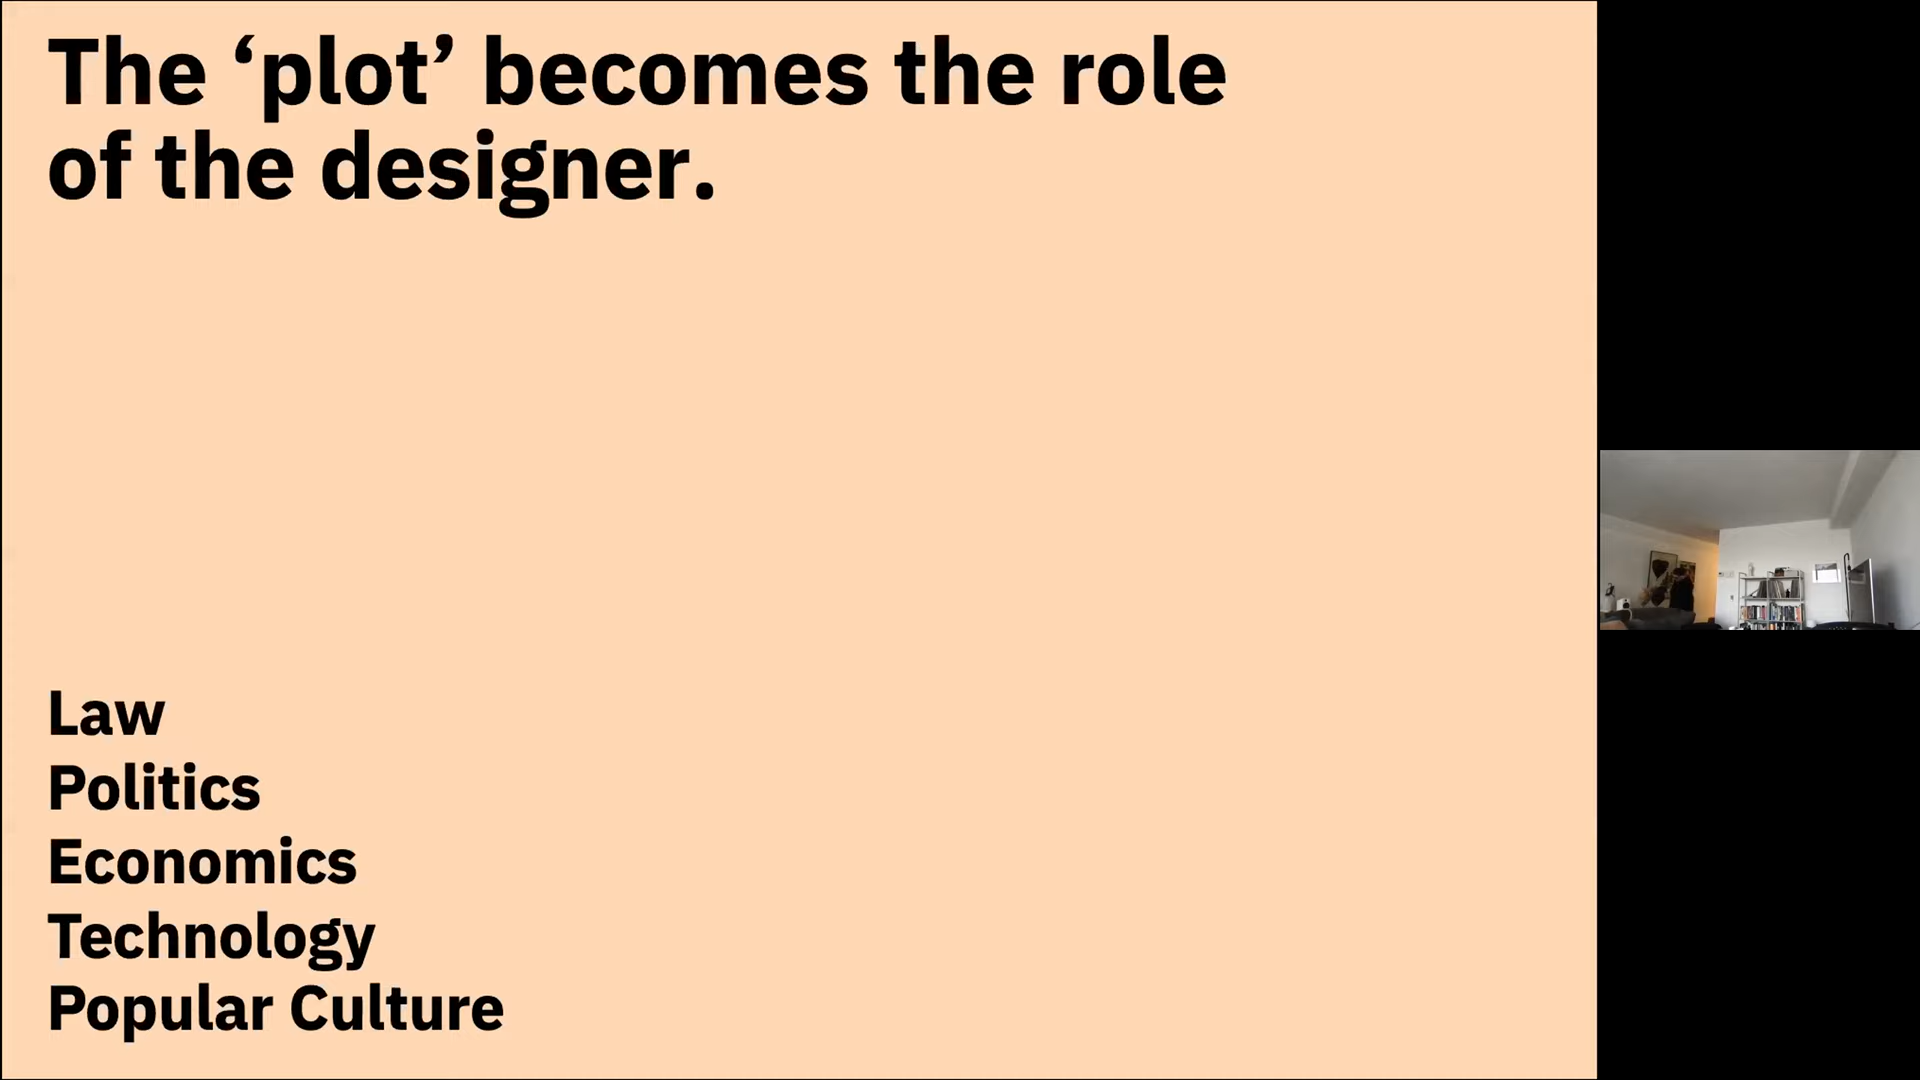 The ‘plot’ becomes the role
of the designer.
Law
Politics
Economics
Technology
Popular Culture